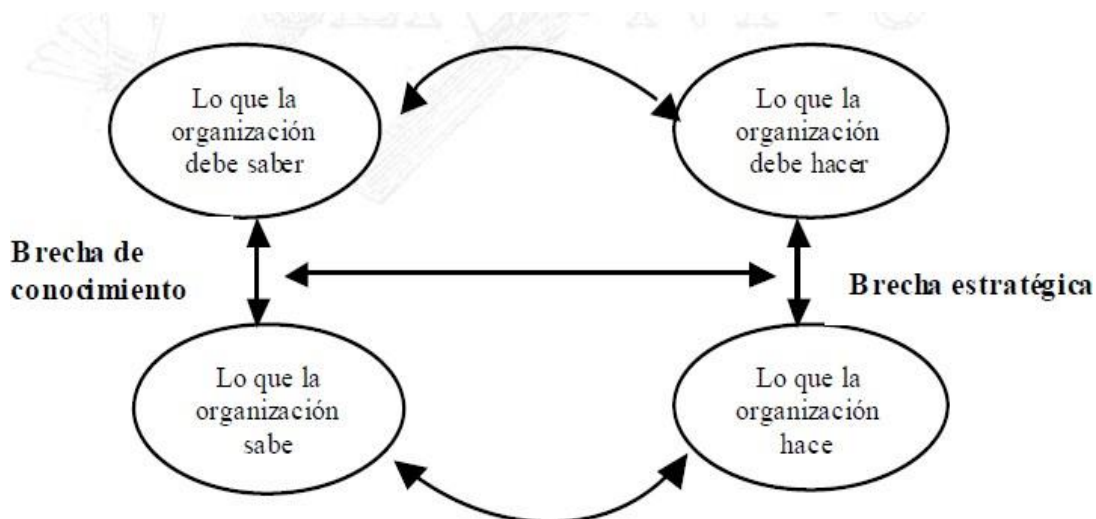 Lo que la
organización
debe saber
Lo que la
organización
debe hacer
Brecha de
conocimiento
Brecha estratégica
Lo que la
organización
sabe
Lo que la
organización
hace